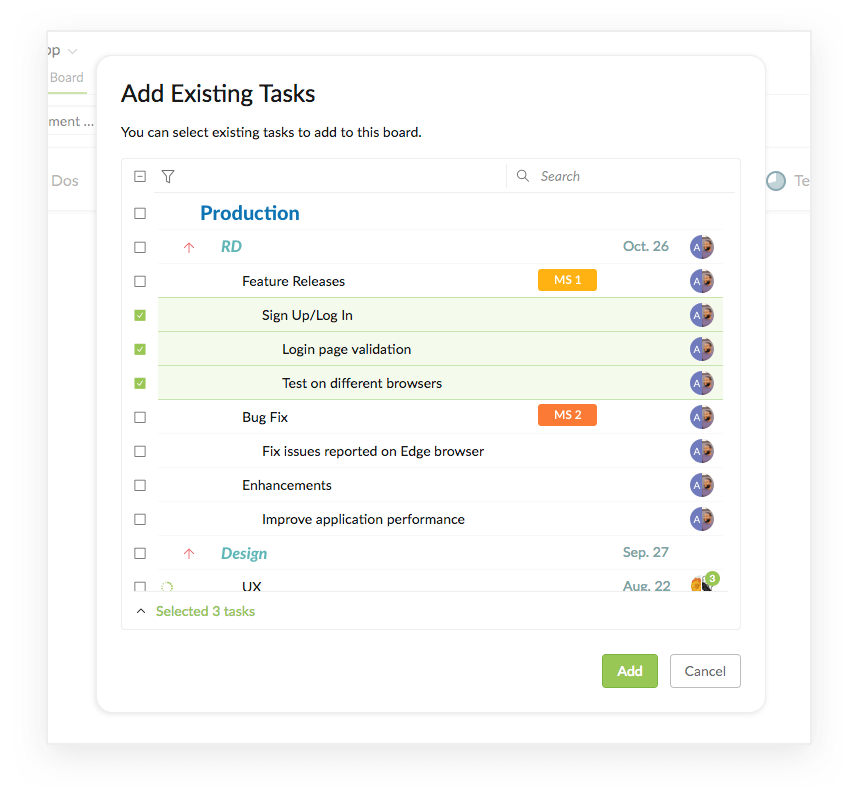 Board
ment ...
Dos
Add Existing Tasks
You can select existing tasks to add to this board.
Search
Production
RD Oct. 26 A
Feature Releases MS 1 A
Sign Up/Log In A
Login page validation A
Test on different browsers A
Bug Fix MS 2 A
Fix issues reported on Edge browser A
Enhancements A
Improve application performance A
Design Sep. 27
UX Aug. 22 3
Selected 3 tasks
Add Cancel
Te